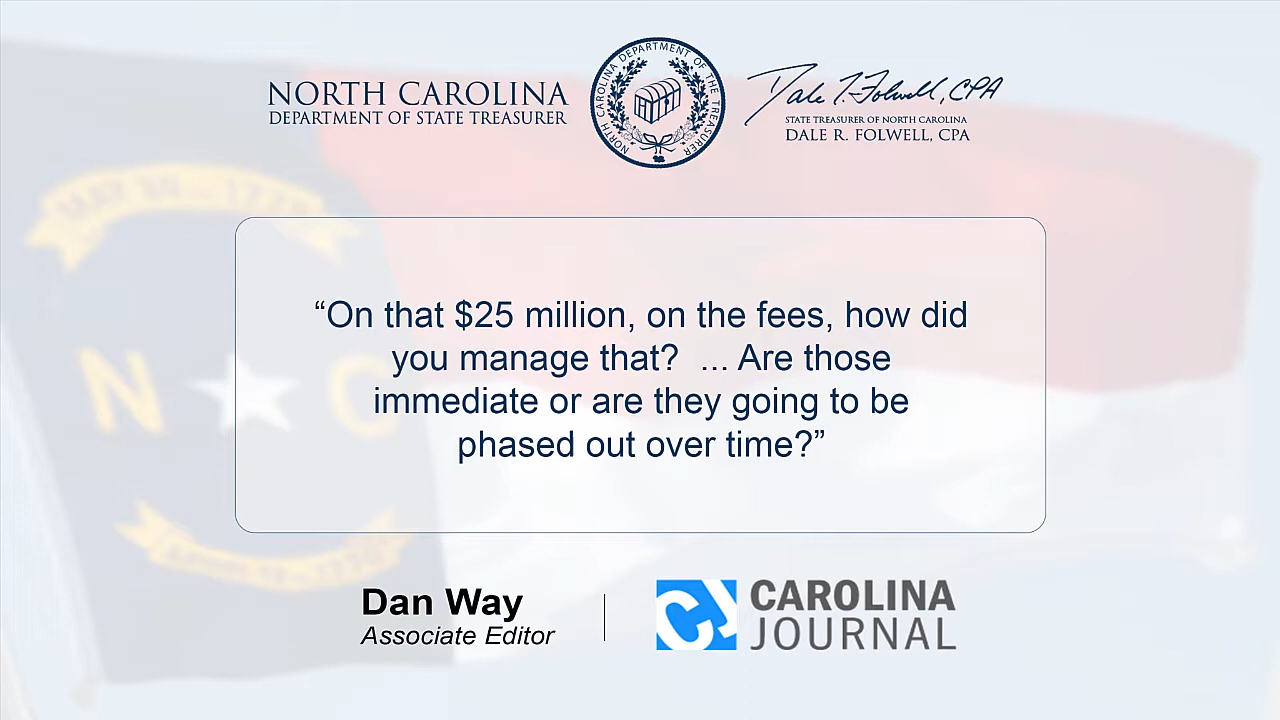 NORTH CAROLINA
DEPARTMENT OF STATE TREASURER
NORTH CAROLINA DEPARTMENT OF THE TREASURER
Dale R. Folwell, CPA
STATE TREASURER OF NORTH CAROLINA
DALE R. FOLWELL, CPA
“On that $25 million, on the fees, how did
you manage that?  ... Are those
immediate or are they going to be
phased out over time?”
N C
Dan Way
Associate Editor
CJ CAROLINA
JOURNAL